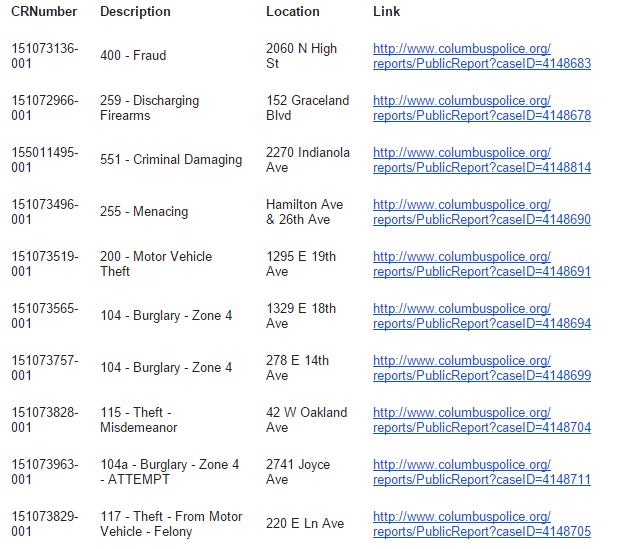 CRNumber Description Location Link
151073136-001 400 - Fraud 2060 N High St http://www.columbuspolice.org/reports/PublicReport?caseID=4148683
151072966-001 259 - Discharging Firearms 152 Graceland Blvd http://www.columbuspolice.org/reports/PublicReport?caseID=4148678
155011495-001 551 - Criminal Damaging 2270 Indianola Ave http://www.columbuspolice.org/reports/PublicReport?caseID=4148814
151073496-001 255 - Menacing Hamilton Ave & 26th Ave http://www.columbuspolice.org/reports/PublicReport?caseID=4148690
151073519-001 200 - Motor Vehicle Theft 1295 E 19th Ave http://www.columbuspolice.org/reports/PublicReport?caseID=4148691
151073565-001 104 - Burglary - Zone 4 1329 E 18th Ave http://www.columbuspolice.org/reports/PublicReport?caseID=4148694
151073757-001 104 - Burglary - Zone 4 278 E 14th Ave http://www.columbuspolice.org/reports/PublicReport?caseID=4148699
151073828-001 115 - Theft - Misdemeanor 42 W Oakland Ave http://www.columbuspolice.org/reports/PublicReport?caseID=4148704
151073963-001 104a - Burglary - Zone 4 - ATTEMPT 2741 Joyce Ave http://www.columbuspolice.org/reports/PublicReport?caseID=4148711
151073829-001 117 - Theft - From Motor Vehicle - Felony 220 E Ln Ave http://www.columbuspolice.org/reports/PublicReport?caseID=4148705